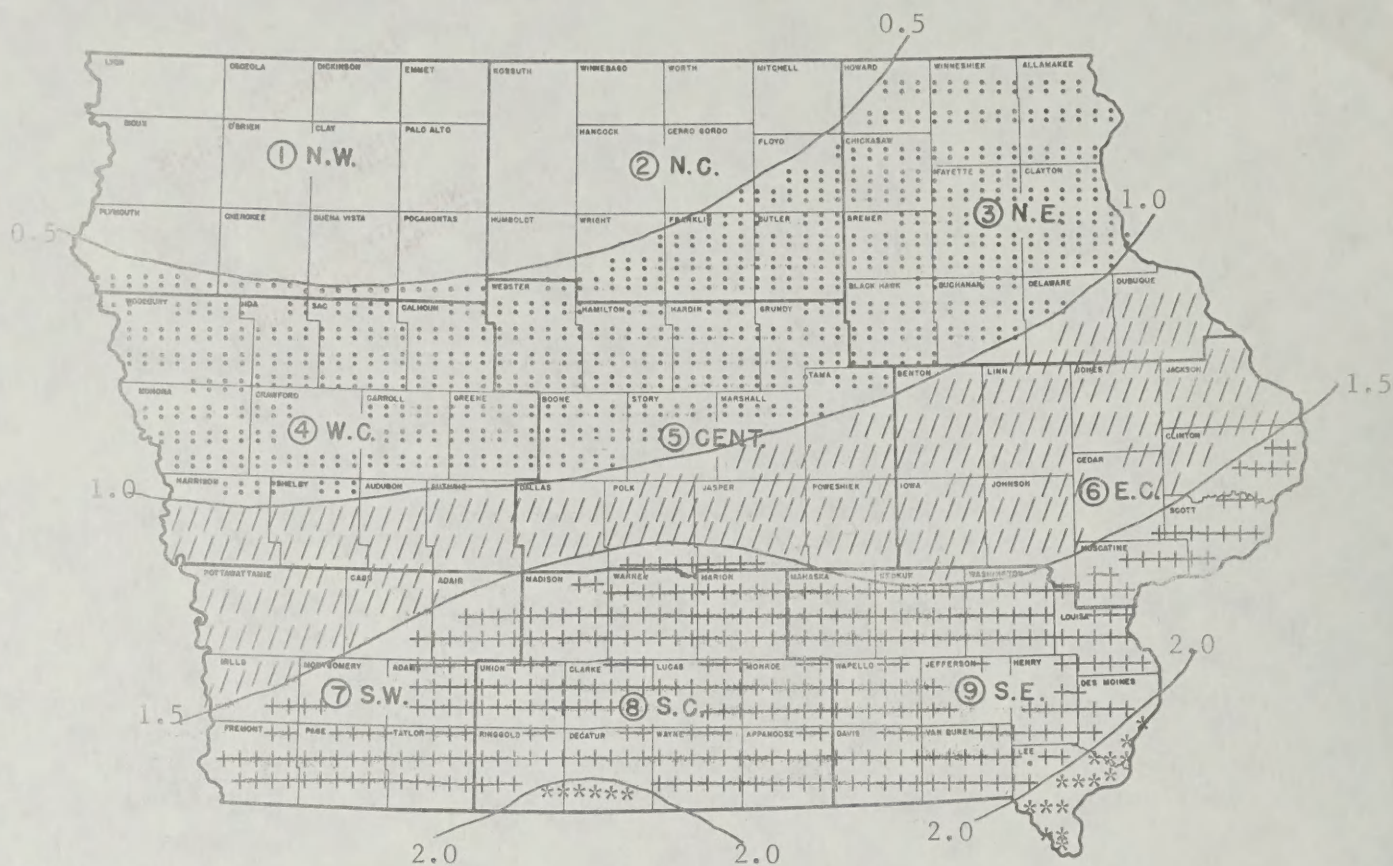 0.5
LYON OSCEOLA DICKINSON EMMET KOSSUTH WINNEBAGO WORTH MITCHELL HOWARD WINNESHIEK ALLAMAKEE
SIOUX O'BRIEN CLAY PALO ALTO HANCOCK CERRO GORDO FLOYD CHICKASAW
① N.W. ② N.C. FAYETTE CLAYTON
③ N.E. 1.0
PLYMOUTH CHEROKEE BUENA VISTA POCAHONTAS HUMBOLDT WRIGHT FRANKLIN BUTLER BREMER
0.5
WOODBURY IDA SAC CALHOUN WEBSTER HAMILTON HARDIN GRUNDY BLACK HAWK BUCHANAN DELAWARE DUBUQUE
TAMA BENTON LINN JONES JACKSON
1.5
MONONA CRAWFORD CARROLL GREENE BOONE STORY MARSHALL
④ W.C. ⑤ CENT. CLINTON
CEDAR
1.0 HARRISON SHELBY AUDUBON GUTHRIE DALLAS POLK JASPER POWESHIEK IOWA JOHNSON ⑥ E.C.
SCOTT
MUSCATINE
POTTAWATTAMIE CASS ADAIR MADISON WARREN MARION MAHASKA KEOKUK WASHINGTON
LOUISA
2.0
MILLS MONTGOMERY ADAMS UNION CLARKE LUCAS MONROE WAPELLO JEFFERSON HENRY
DES MOINES
1.5 ⑦ S.W. ⑧ S.C. ⑨ S.E.
FREMONT PAGE TAYLOR RINGGOLD DECATUR WAYNE APPANOOSE DAVIS VAN BUREN
LEE
2.0
2.0 2.0